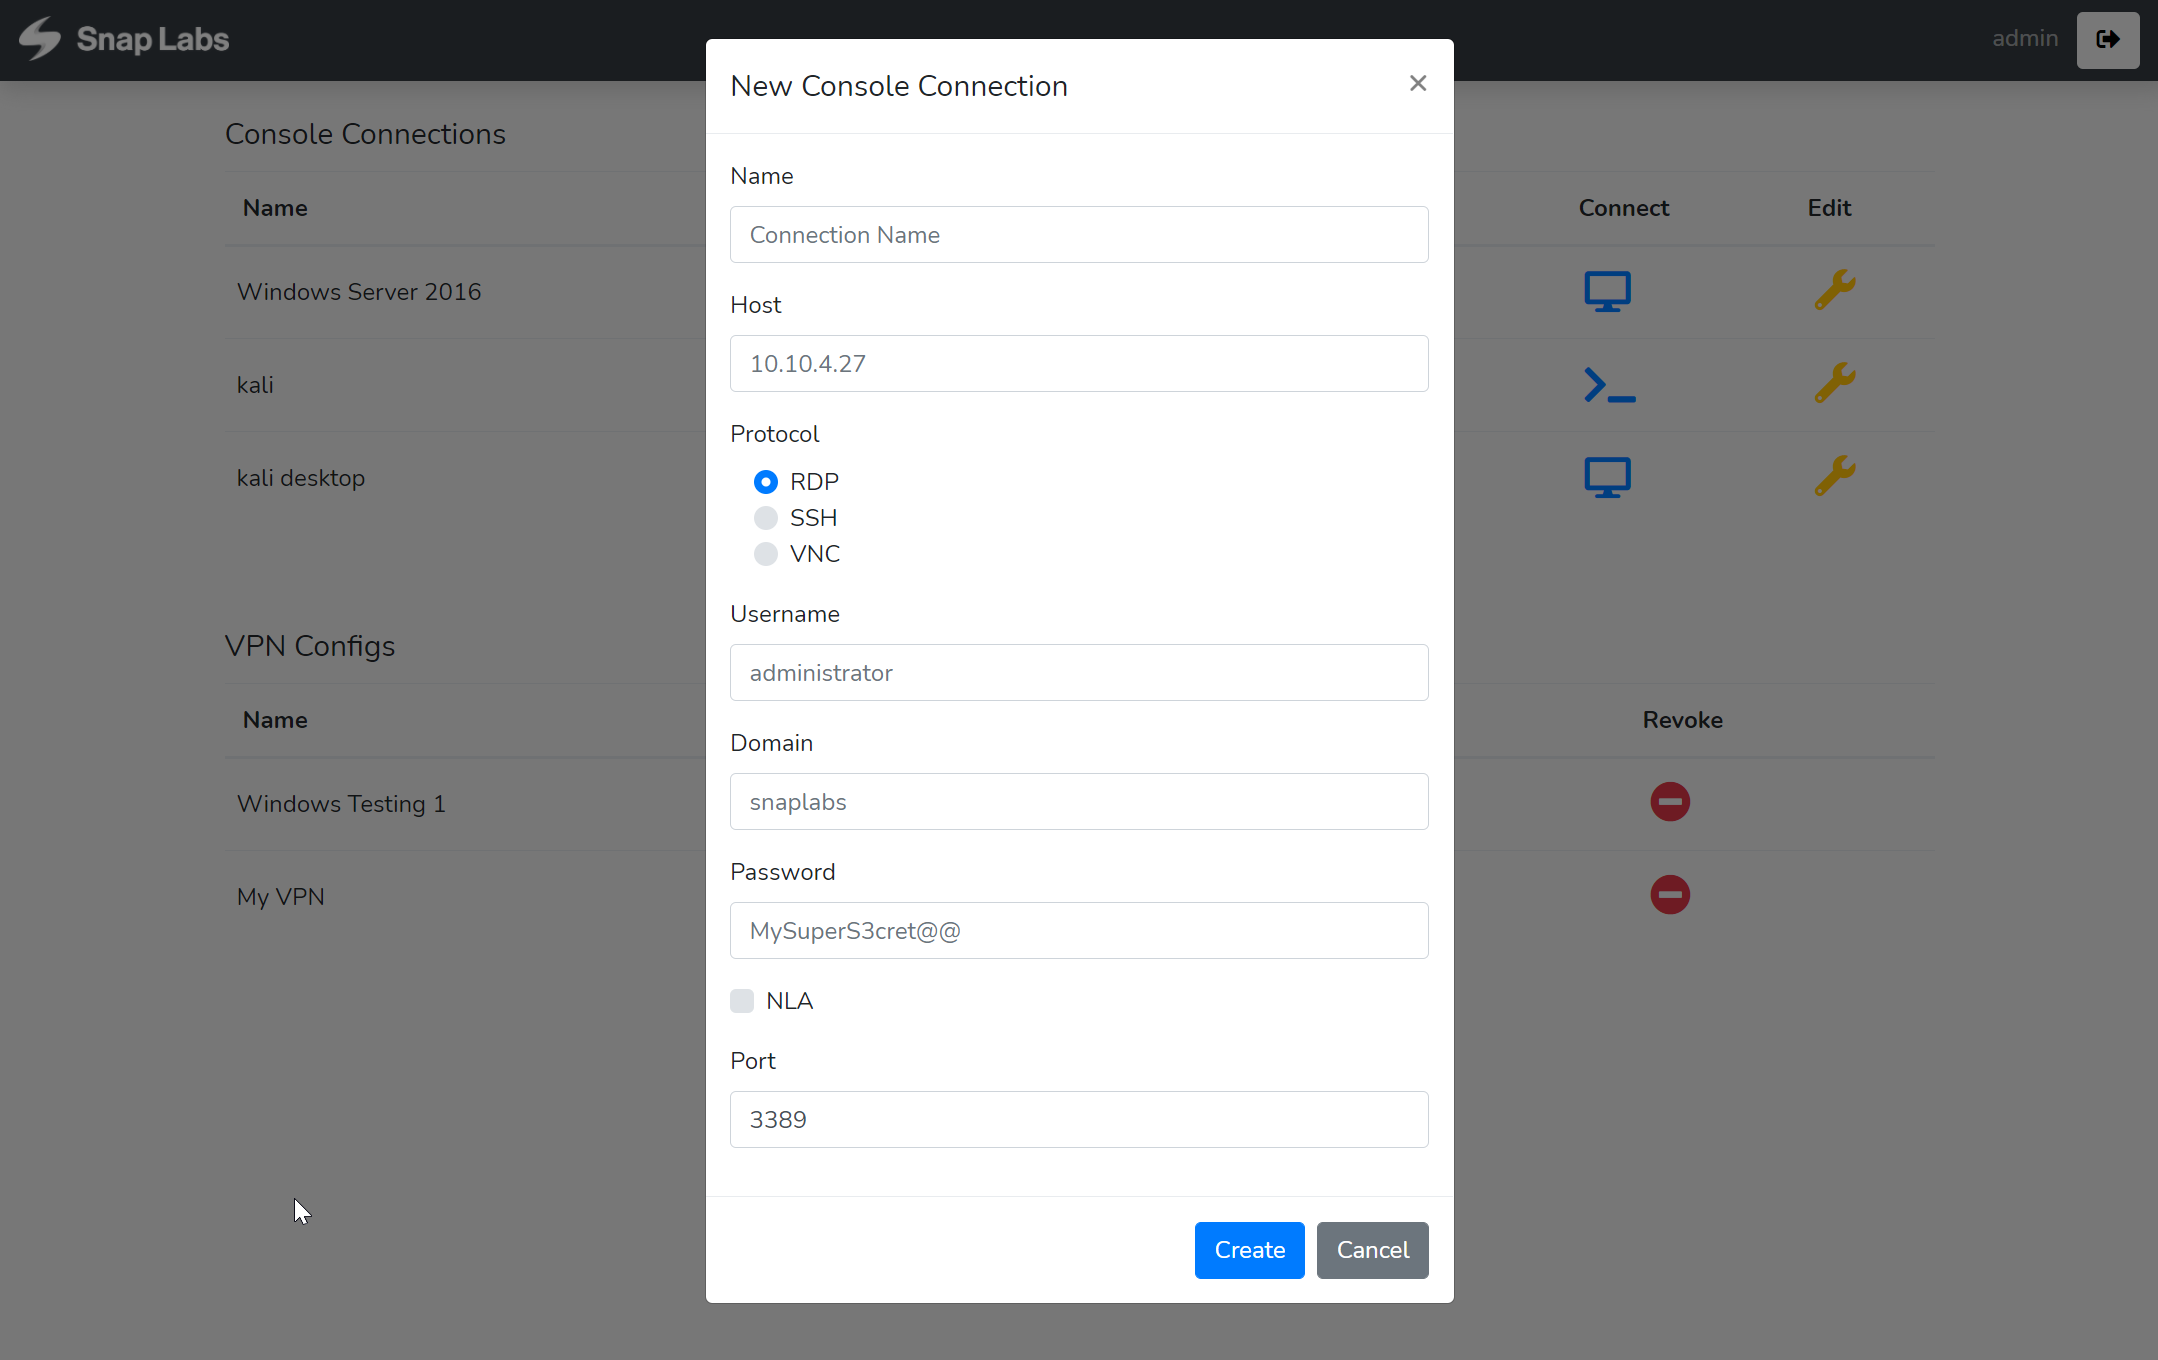 Snap Labs
admin
New Console Connection
×
Console Connections
Name
Connect
Edit
Windows Server 2016
kali
kali desktop
VPN Configs
Name
Revoke
Windows Testing 1
My VPN
Name
Connection Name
Host
10.10.4.27
Protocol
RDP
SSH
VNC
Username
administrator
Domain
snaplabs
Password
MySuperS3cret@@
NLA
Port
3389
Create
Cancel